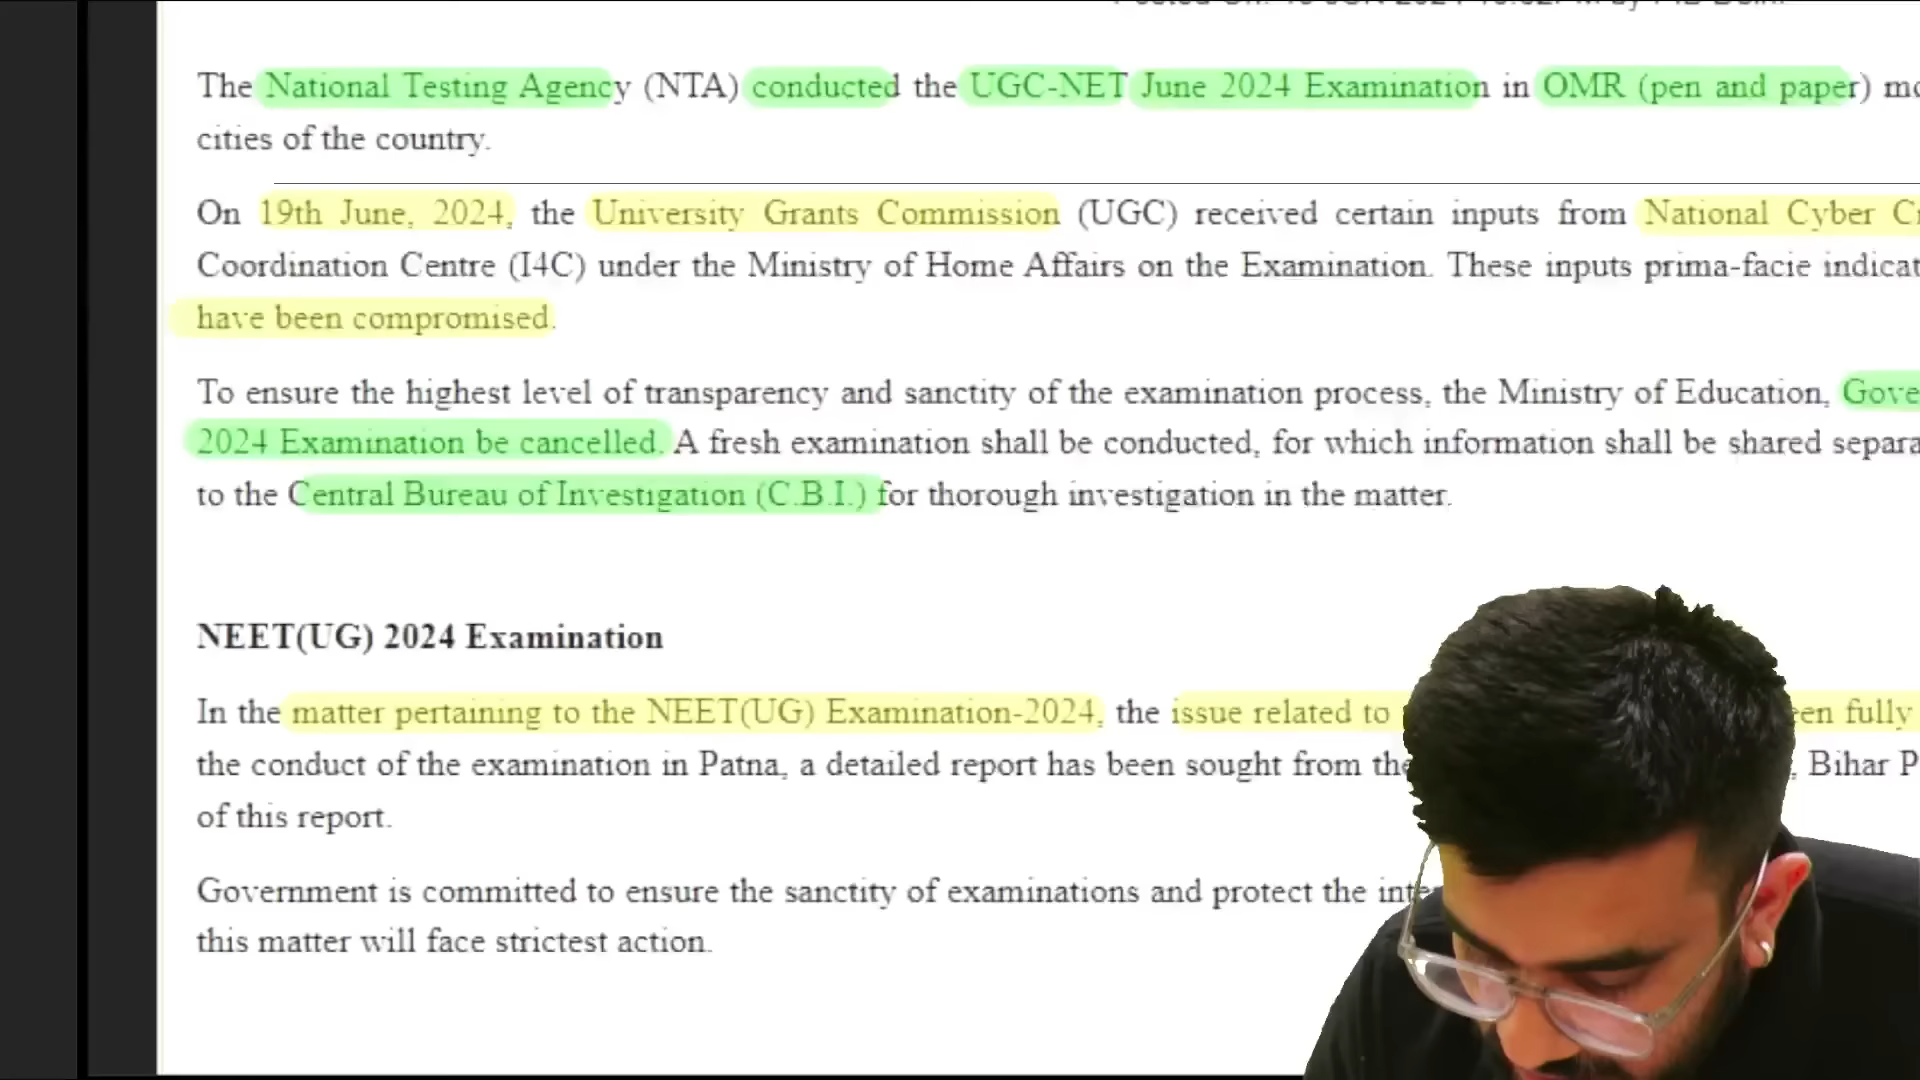 The National Testing Agency (NTA) conducted the UGC-NET June 2024 Examination in OMR (pen and paper)
cities of the country.
On 19th June, 2024, the University Grants Commission (UGC) received certain inputs from National Cyber
Coordination Centre (I4C) under the Ministry of Home Affairs on the Examination. These inputs prima-facie
have been compromised.
To ensure the highest level of transparency and sanctity of the examination process, the Ministry of Education,
2024 Examination be cancelled. A fresh examination shall be conducted, for which information shall be shared
to the Central Bureau of Investigation (C.B.I.) for thorough investigation in the matter.
NEET(UG) 2024 Examination
In the matter pertaining to the NEET(UG) Examination-2024, the issue related to fully
the conduct of the examination in Patna, a detailed report has been sought from the , Bihar
of this report.
Government is committed to ensure the sanctity of examinations and protect the
this matter will face strictest action.